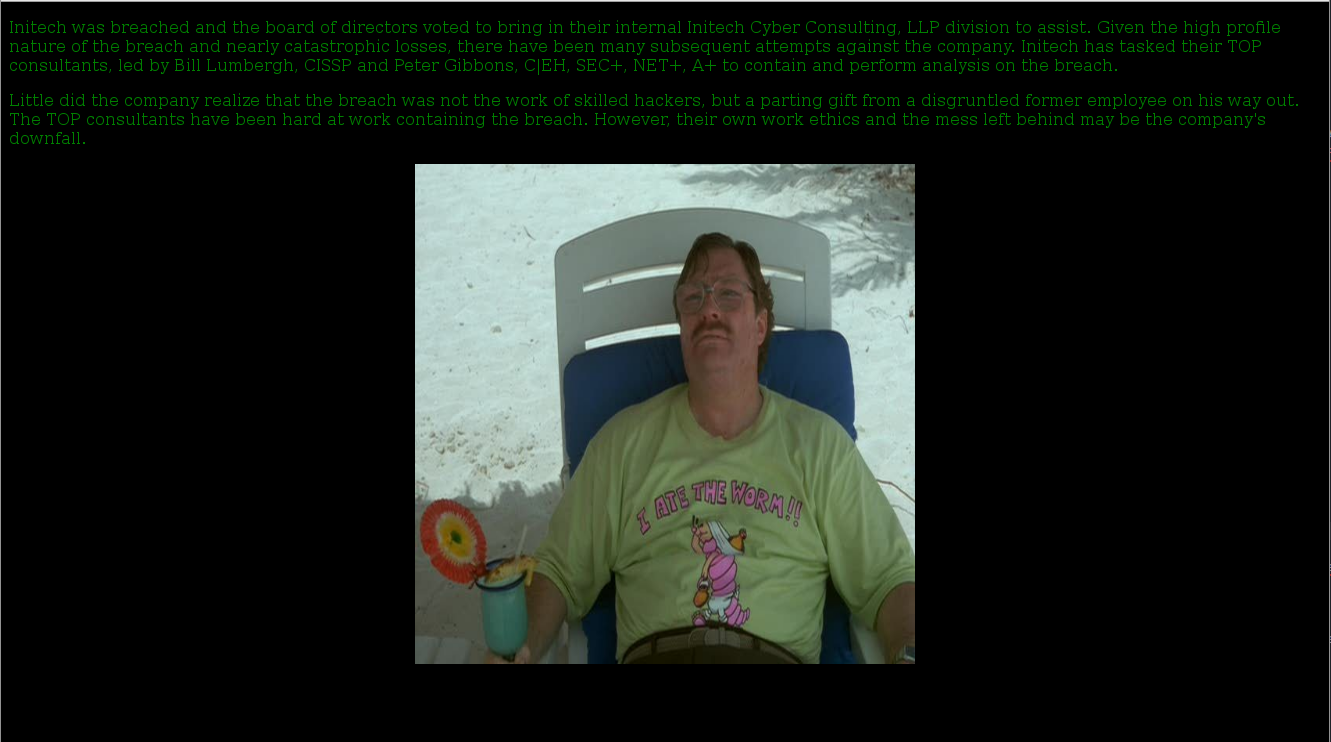 Initech was breached and the board of directors voted to bring in their internal Initech Cyber Consulting, LLP division to assist. Given the high profile
nature of the breach and nearly catastrophic losses, there have been many subsequent attempts against the company. Initech has tasked their TOP
consultants, led by Bill Lumbergh, CISSP and Peter Gibbons, C|EH, SEC+, NET+, A+ to contain and perform analysis on the breach.
Little did the company realize that the breach was not the work of skilled hackers, but a parting gift from a disgruntled former employee on his way out.
The TOP consultants have been hard at work containing the breach. However, their own work ethics and the mess left behind may be the company's
downfall.
I ATE THE WORM!!